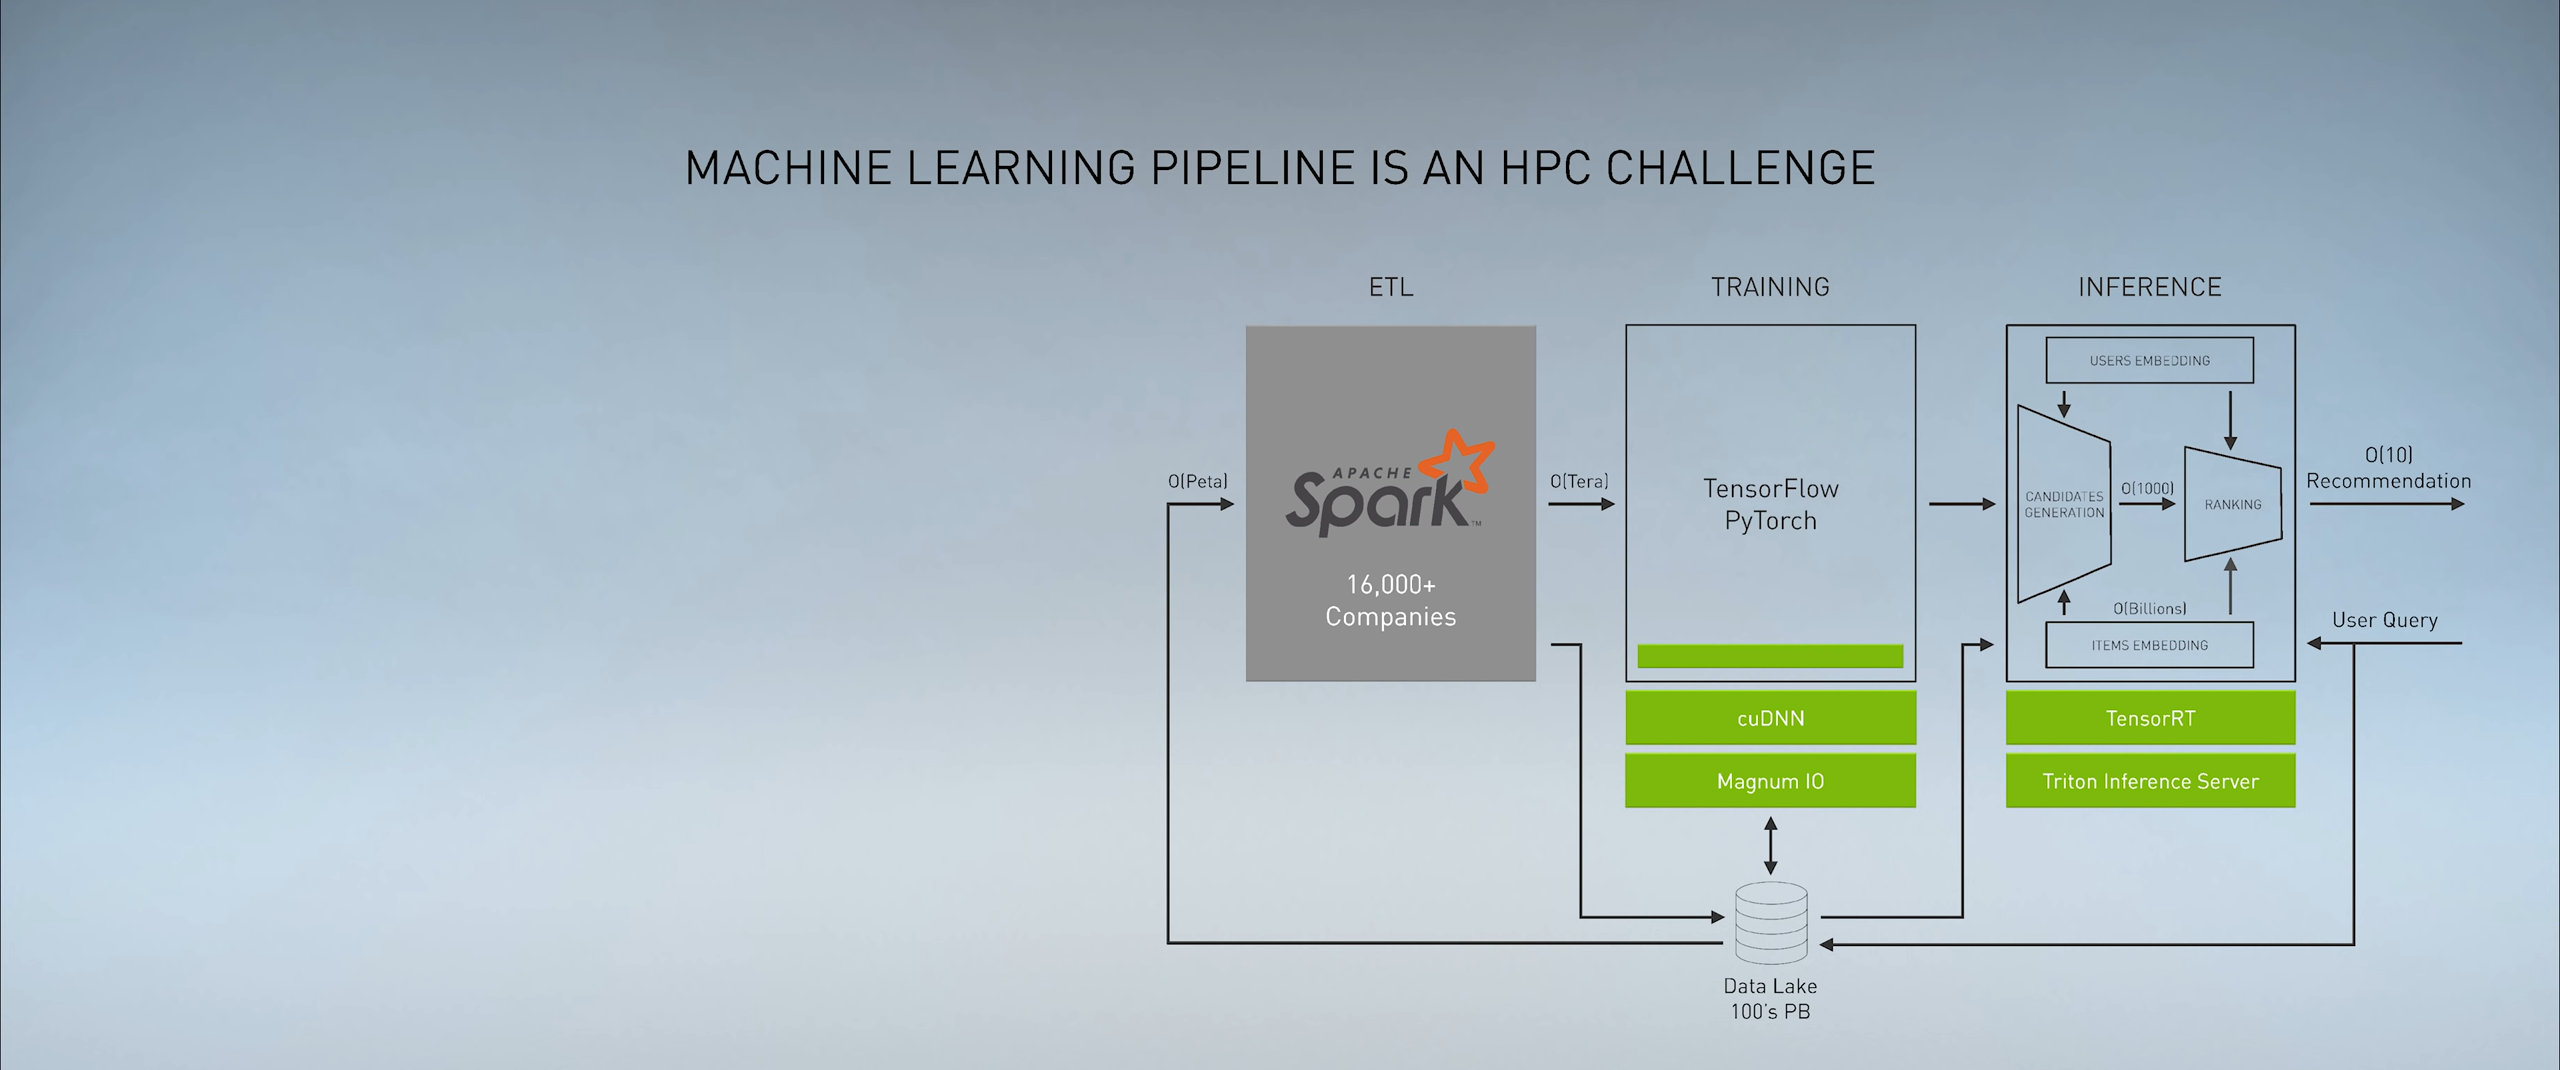 MACHINE LEARNING PIPELINE IS AN HPC CHALLENGE
ETL
TRAINING
INFERENCE
O(Peta)
APACHE
Spark™
16,000+
Companies
O(Tera)
TensorFlow
PyTorch
cuDNN
Magnum IO
USERS EMBEDDING
CANDIDATES
GENERATION
O(1000)
RANKING
O(Billions)
ITEMS EMBEDDING
TensorRT
Triton Inference Server
O(10)
Recommendation
User Query
Data Lake
100's PB